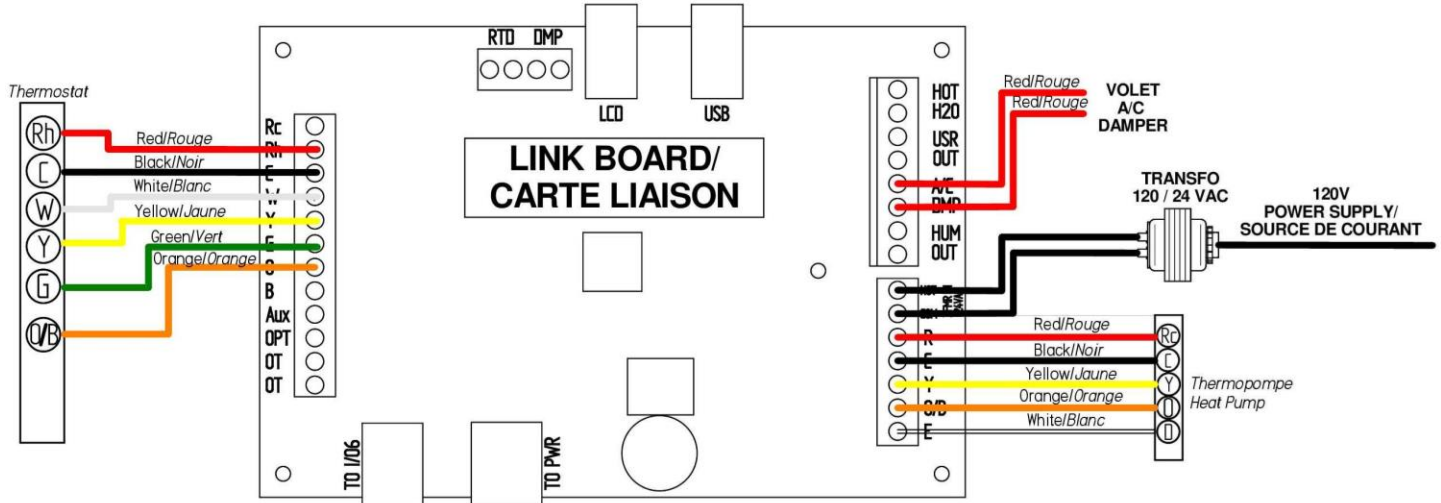 Thermostat
Rh
C
W
Y
G
O/B
Red/Rouge
Black/Noir
White/Blanc
Yellow/Jaune
Green/Vert
Orange/Orange
Rc
Rh
W
Y
B
Aux
OPT
OT
OT
RTD DMP
LCD
USB
LINK BOARD/
CARTE LIAISON
TO I/O6
TO PWR
HOT
H2O
USR
OUT
A/C
DMP
HUM
OUT
R
Y
O/B
E
Red/Rouge
Red/Rouge
VOLET
A/C
DAMPER
TRANSFO
120 / 24 VAC
120V
POWER SUPPLY/
SOURCE DE COURANT
Red/Rouge
Black/Noir
Yellow/Jaune
Orange/Orange
White/Blanc
Rc
C
Y
O
D
Thermopompe
Heat Pump